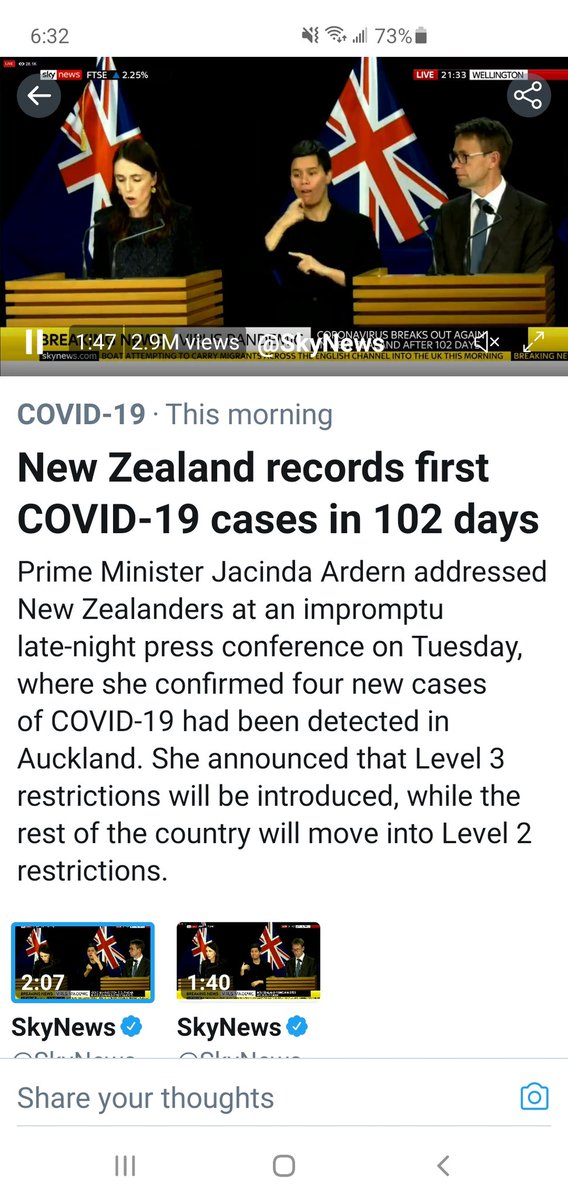 6:32 73%
LIVE 28.1K
sky news FTSE 2.25% LIVE 21:33 WELLINGTON
1:47 2.9M views @SkyNews CORONAVIRUS BREAKS OUT AGAIN
AFTER 102 DAYS
skynews.com BOAT ATTEMPTING TO CARRY MIGRANTS ACROSS THE ENGLISH CHANNEL INTO THE UK THIS MORNING BREAKING NE
COVID-19 · This morning
New Zealand records first
COVID-19 cases in 102 days
Prime Minister Jacinda Ardern addressed
New Zealanders at an impromptu
late-night press conference on Tuesday,
where she confirmed four new cases
of COVID-19 had been detected in
Auckland. She announced that Level 3
restrictions will be introduced, while the
rest of the country will move into Level 2
restrictions.
2:07 1:40
SkyNews SkyNews
@SkyNews @SkyNews
Share your thoughts